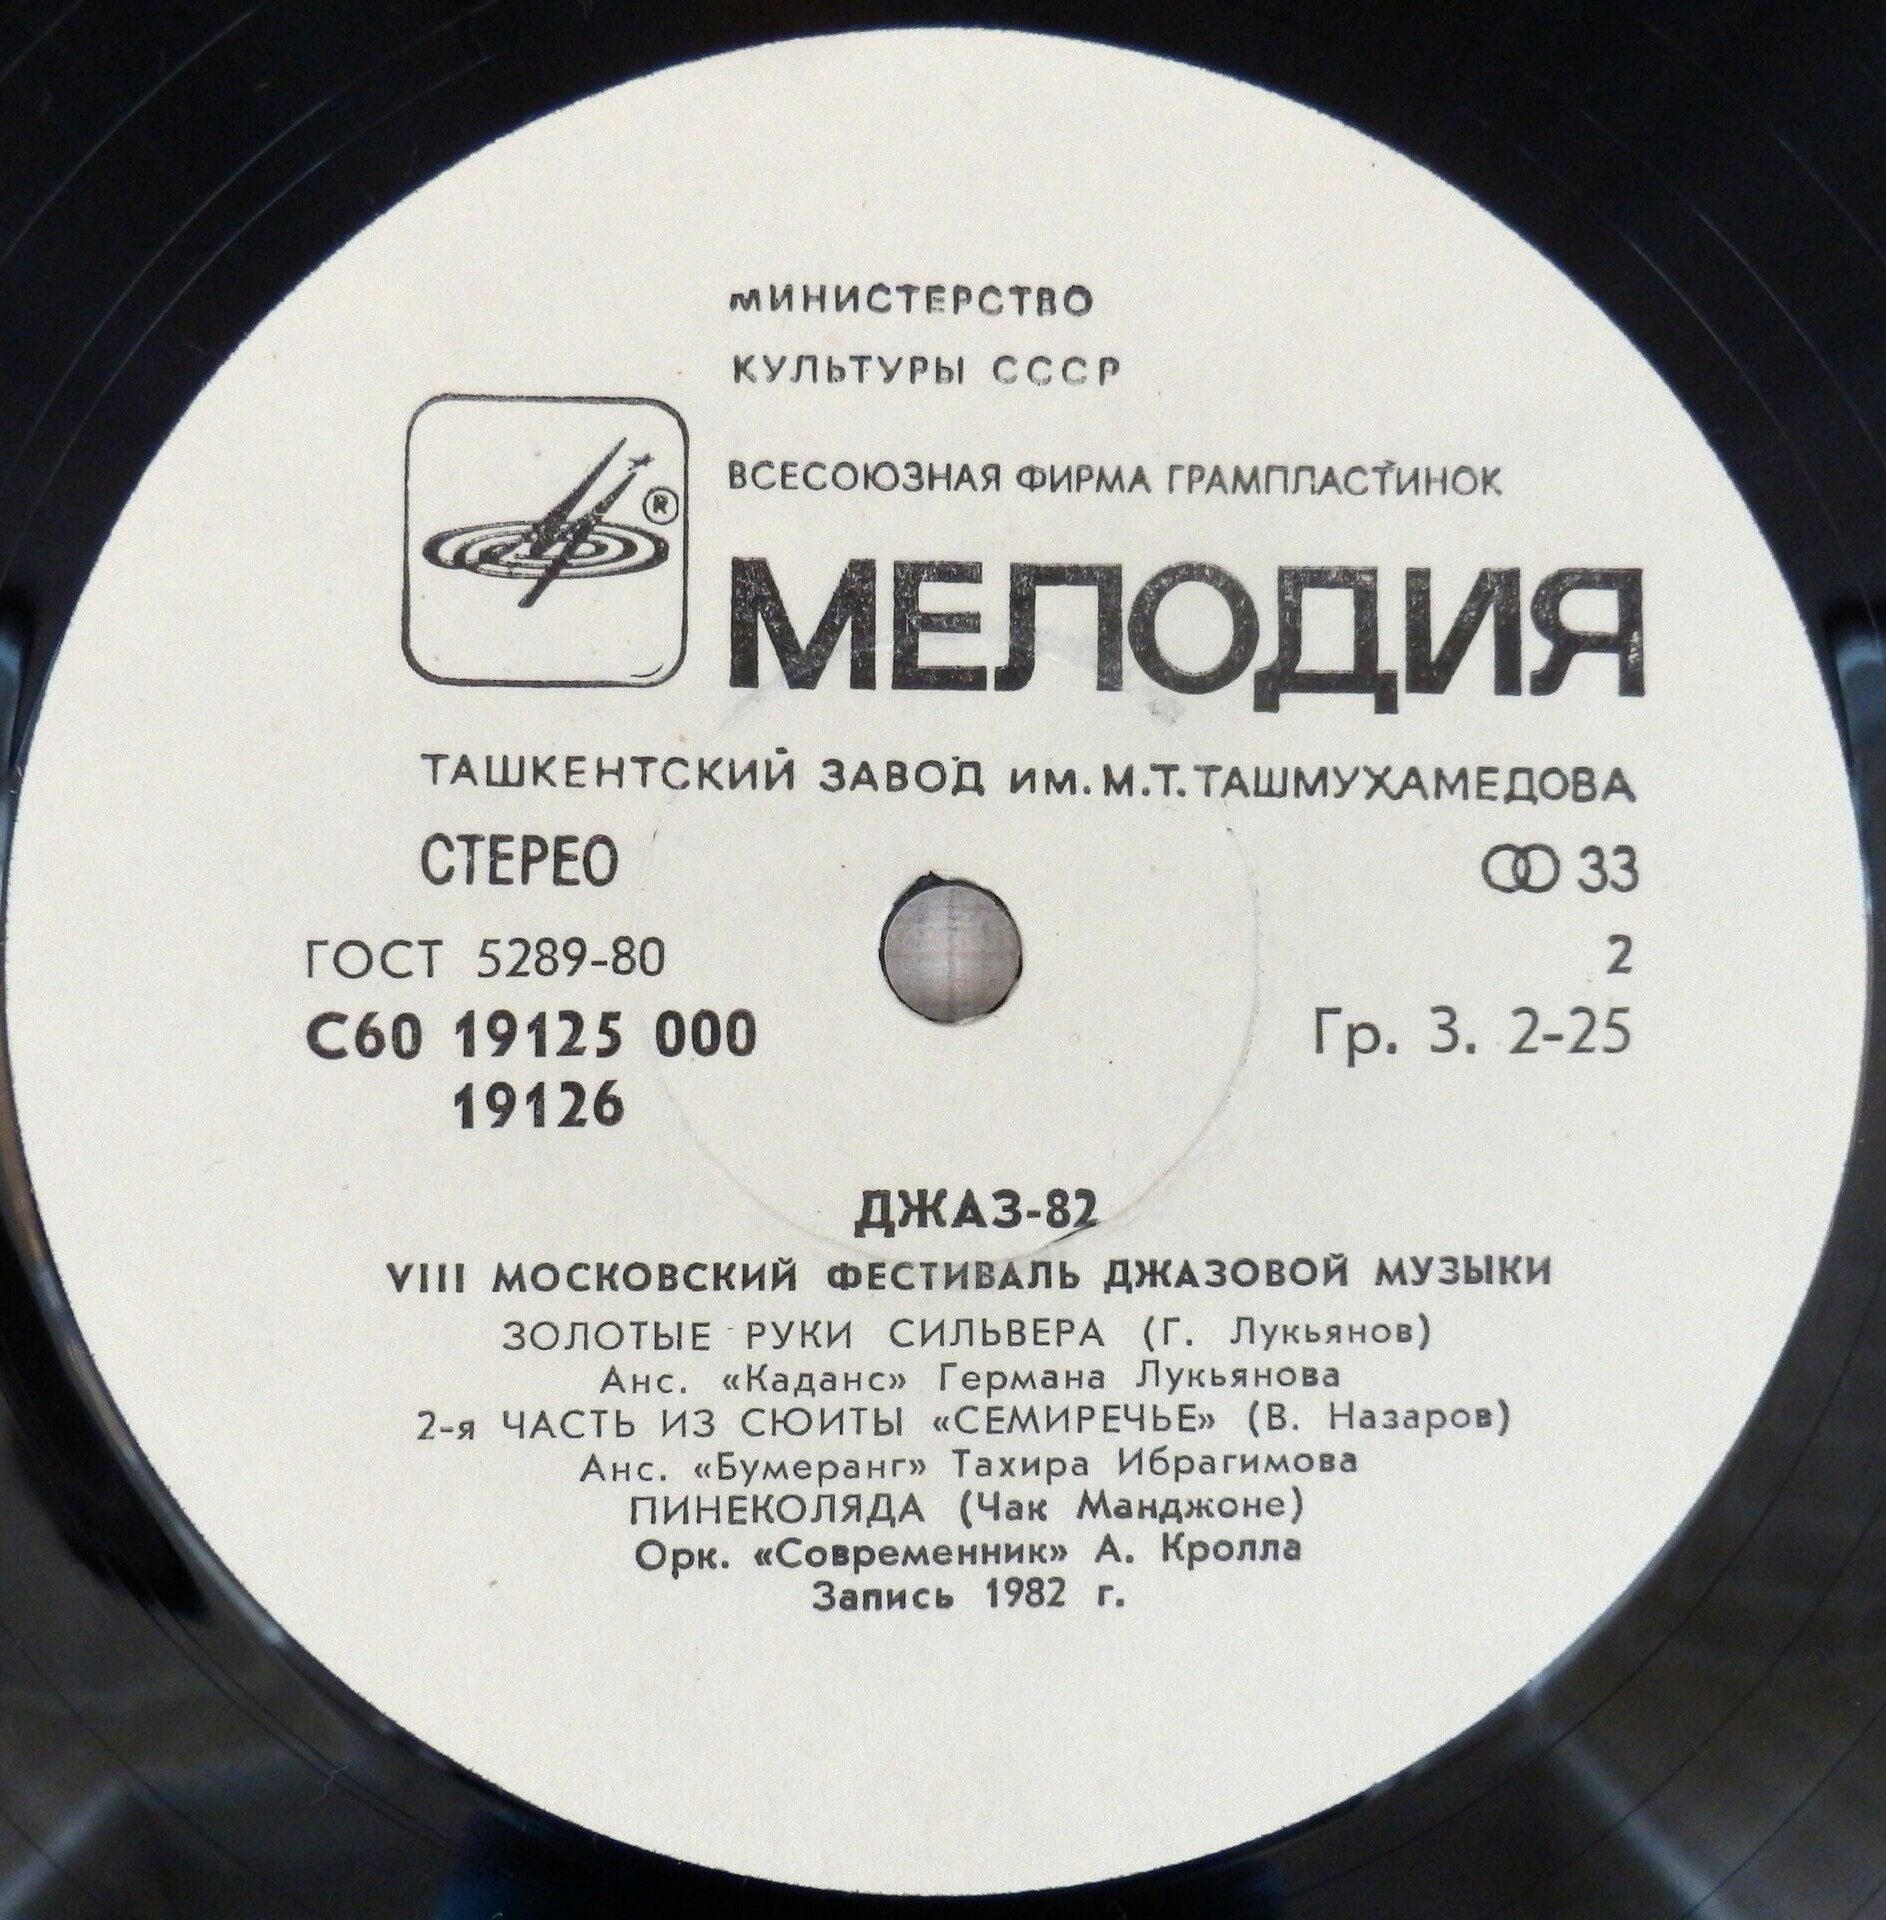 МИНИСТЕРСТВО
КУЛЬТУРЫ СССР
ВСЕСОЮЗНАЯ ФИРМА ГРАМПЛАСТИНОК
®
МЕЛОДИЯ
ТАШКЕНТСКИЙ ЗАВОД ИМ. М.Т. ТАШМУХАМЕДОВА
СТЕРЕО 33
ГОСТ 5289-80 2
С60 19125 000 Гр. 3. 2-25
19126
ДЖАЗ-82
VIII МОСКОВСКИЙ ФЕСТИВАЛЬ ДЖАЗОВОЙ МУЗЫКИ
ЗОЛОТЫЕ РУКИ СИЛЬВЕРА (Г. Лукьянов)
Анс. «Каданс» Германа Лукьянова
2-я ЧАСТЬ ИЗ СЮИТЫ «СЕМИРЕЧЬЕ» (В. Назаров)
Анс. «Бумеранг» Тахира Ибрагимова
ПИНЕКОЛЯДА (Чак Манджоне)
Орк. «Современник» А. Кролла
Запись 1982 г.